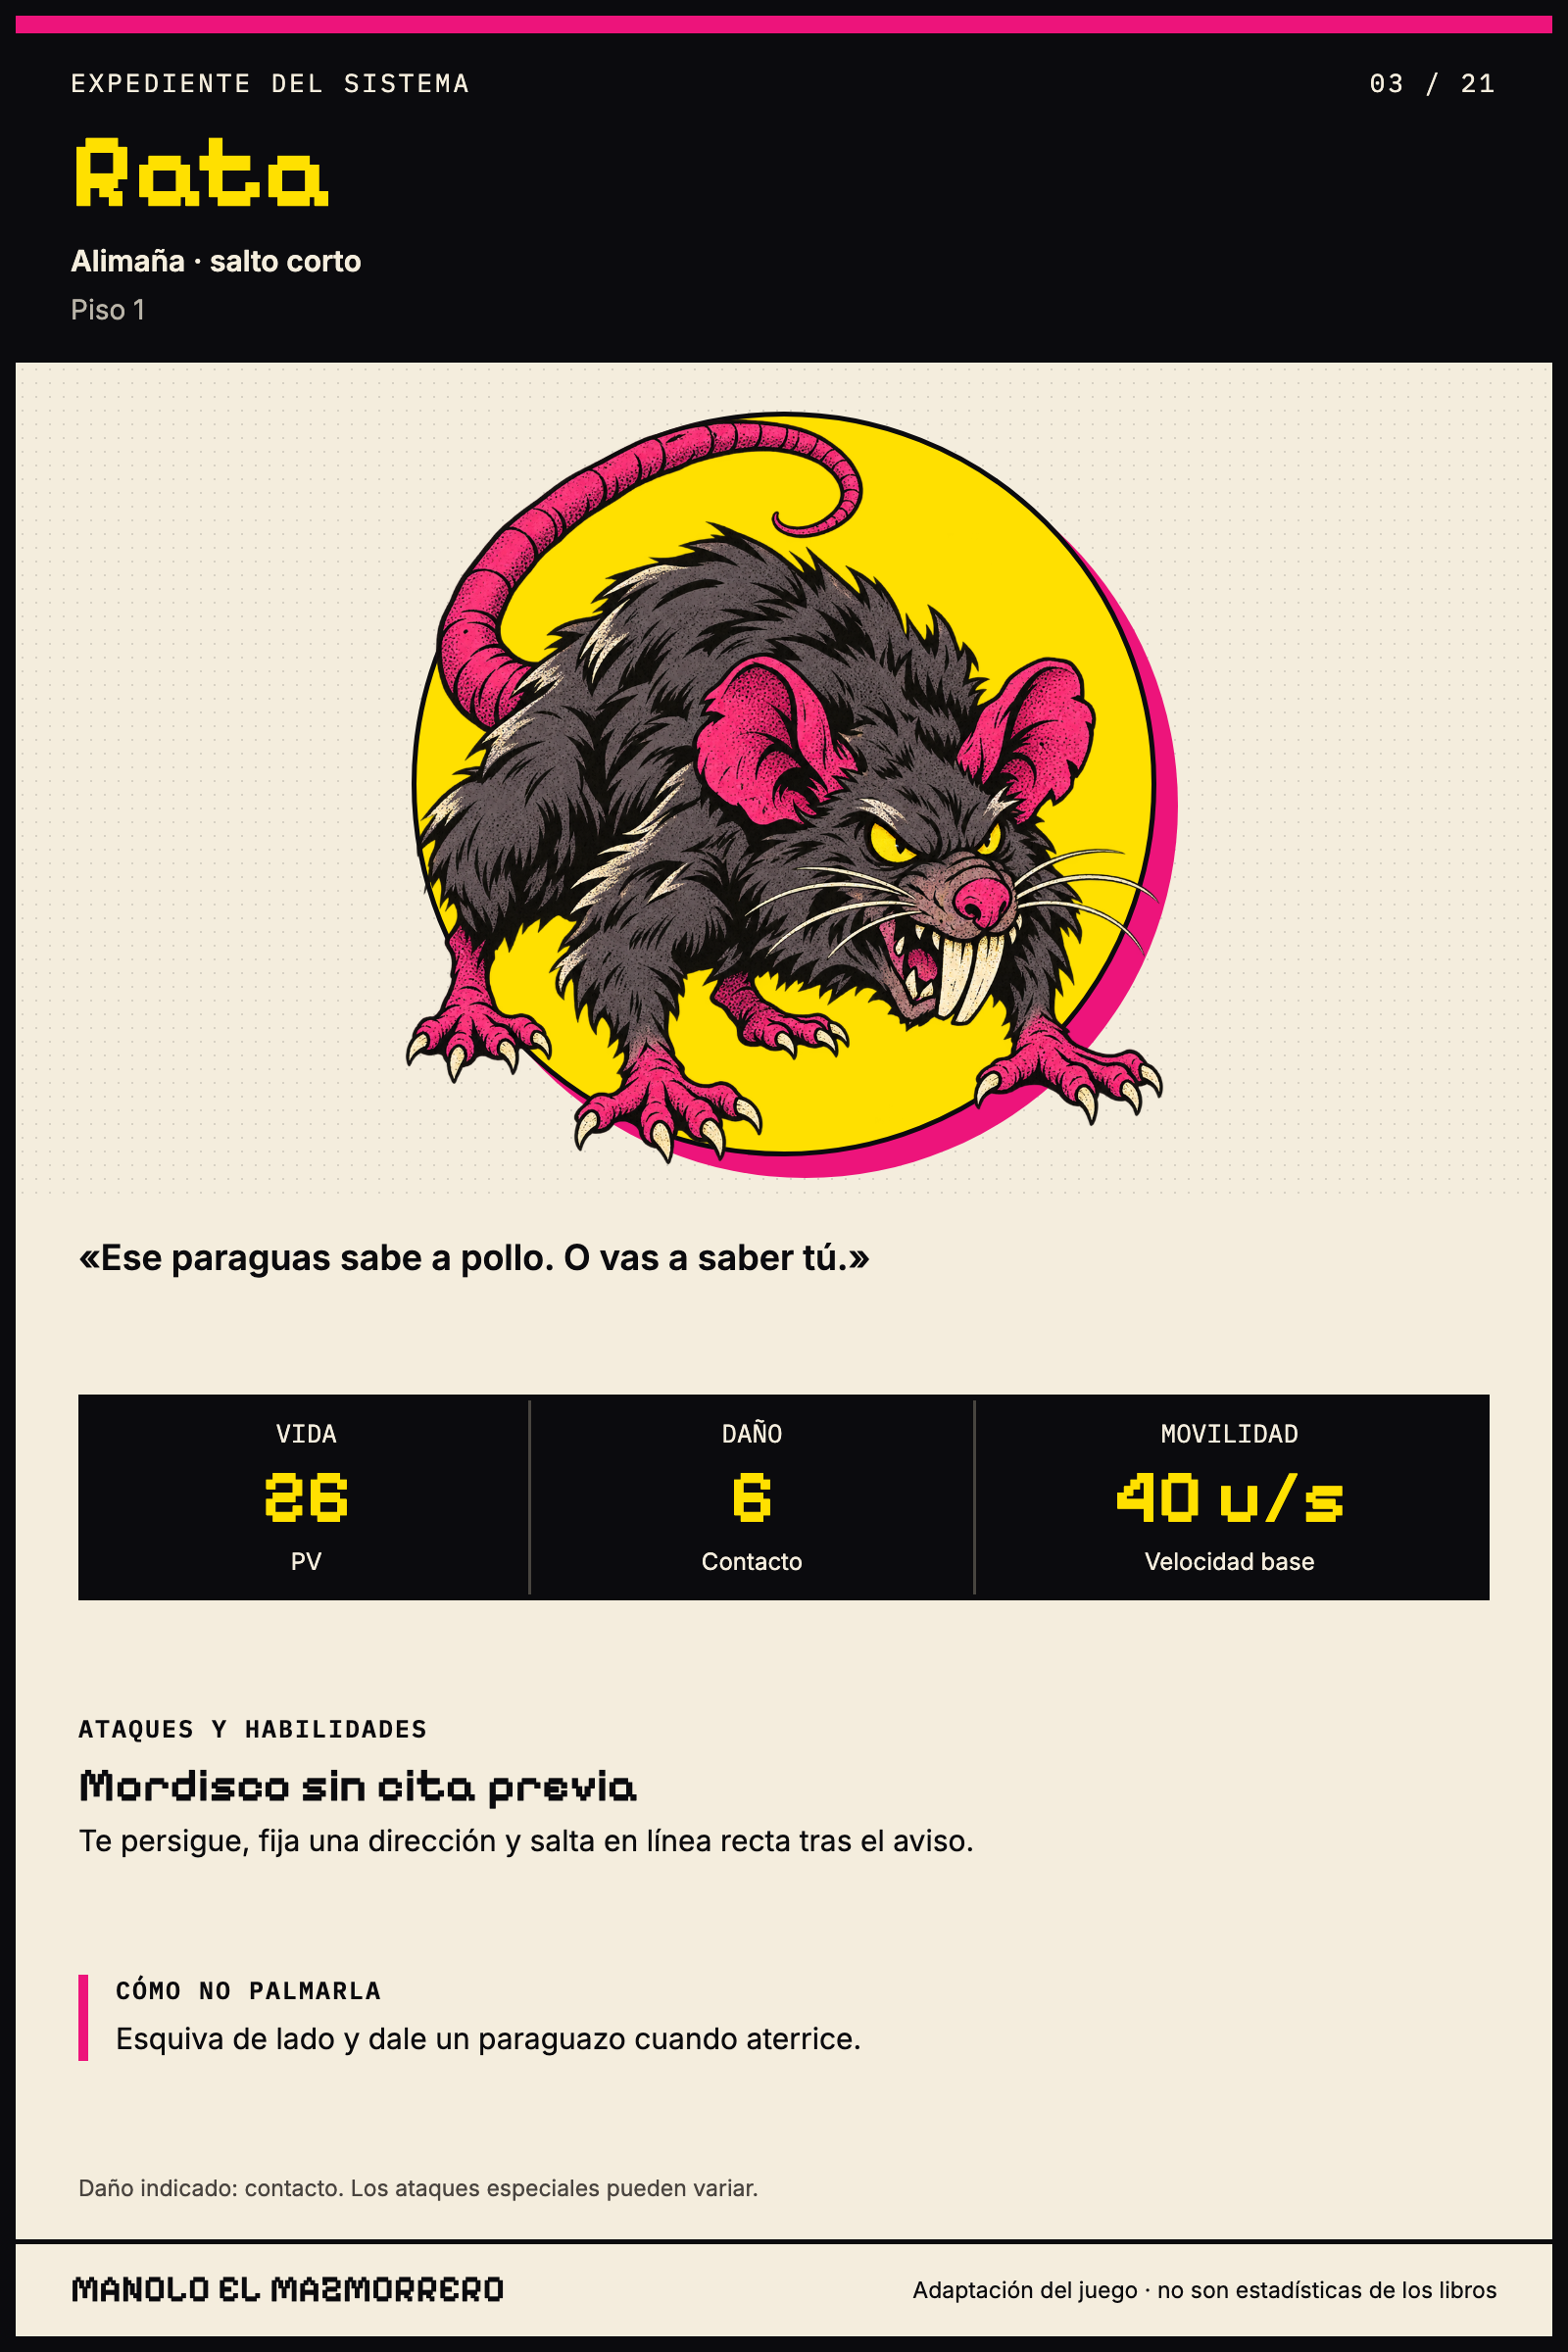 EXPEDIENTE DEL SISTEMA
03 / 21
Rata
Alimaña · salto corto
Piso 1
«Ese paraguas sabe a pollo. O vas a saber tú.»
VIDA
26
PV
DAÑO
6
Contacto
MOVILIDAD
40 u/s
Velocidad base
ATAQUES Y HABILIDADES
Mordisco sin cita previa
Te persigue, fija una dirección y salta en línea recta tras el aviso.
CÓMO NO PALMARLA
Esquiva de lado y dale un paraguazo cuando aterrice.
Daño indicado: contacto. Los ataques especiales pueden variar.
MANOLO EL MAZMORRERO
Adaptación del juego · no son estadísticas de los libros